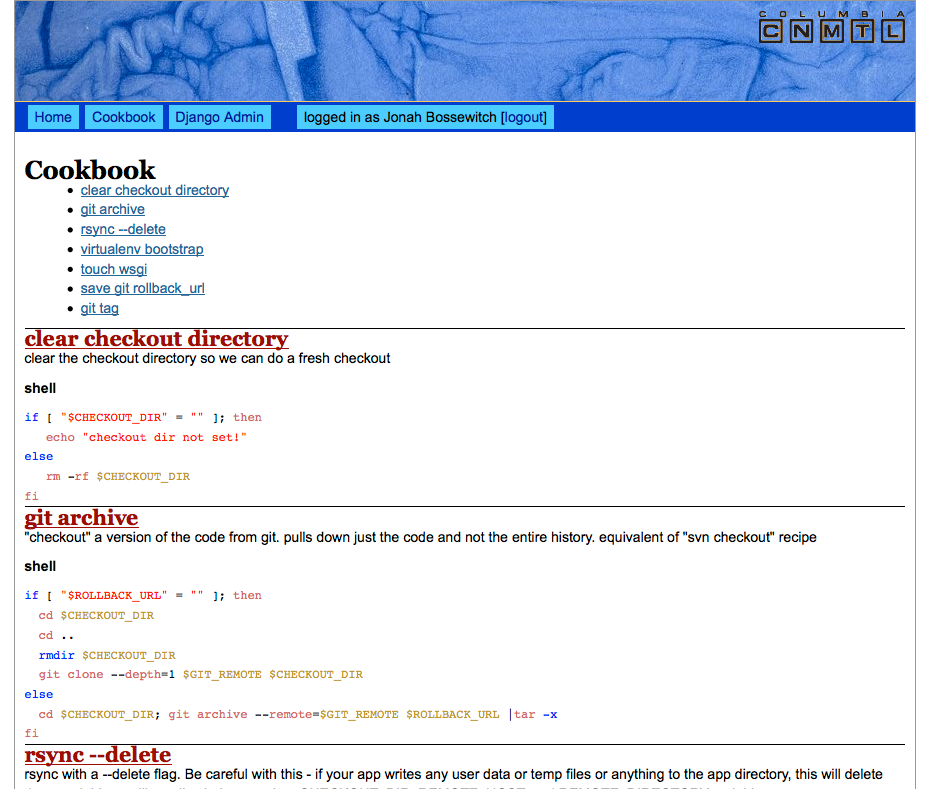 COLUMBIA
CNMTL
Home Cookbook Django Admin logged in as Jonah Bossewitch [logout]
Cookbook
clear checkout directory
git archive
rsync --delete
virtualenv bootstrap
touch wsgi
save git rollback_url
git tag
clear checkout directory
clear the checkout directory so we can do a fresh checkout
shell
if [ "$CHECKOUT_DIR" = "" ]; then
echo "checkout dir not set!"
else
rm -rf $CHECKOUT_DIR
fi
git archive
"checkout" a version of the code from git. pulls down just the code and not the entire history. equivalent of "svn checkout" recipe
shell
if [ "$ROLLBACK_URL" = "" ]; then
cd $CHECKOUT_DIR
cd ..
rmdir $CHECKOUT_DIR
git clone --depth=1 $GIT_REMOTE $CHECKOUT_DIR
else
cd $CHECKOUT_DIR; git archive --remote=$GIT_REMOTE $ROLLBACK_URL |tar -x
fi
rsync --delete
rsync with a --delete flag. Be careful with this - if your app writes any user data or temp files or anything to the app directory, this will delete